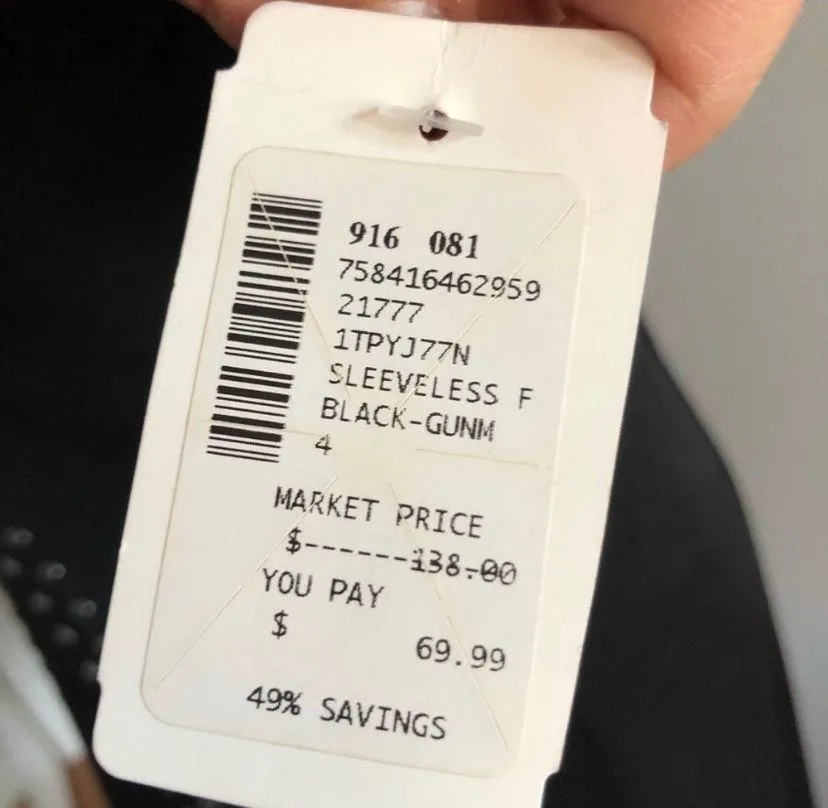 916 081
758416462959
21777
1TPYJ77N
SLEEVELESS F
BLACK-GUNM
4
MARKET PRICE
$------138.00
YOU PAY
$ 69.99
49% SAVINGS